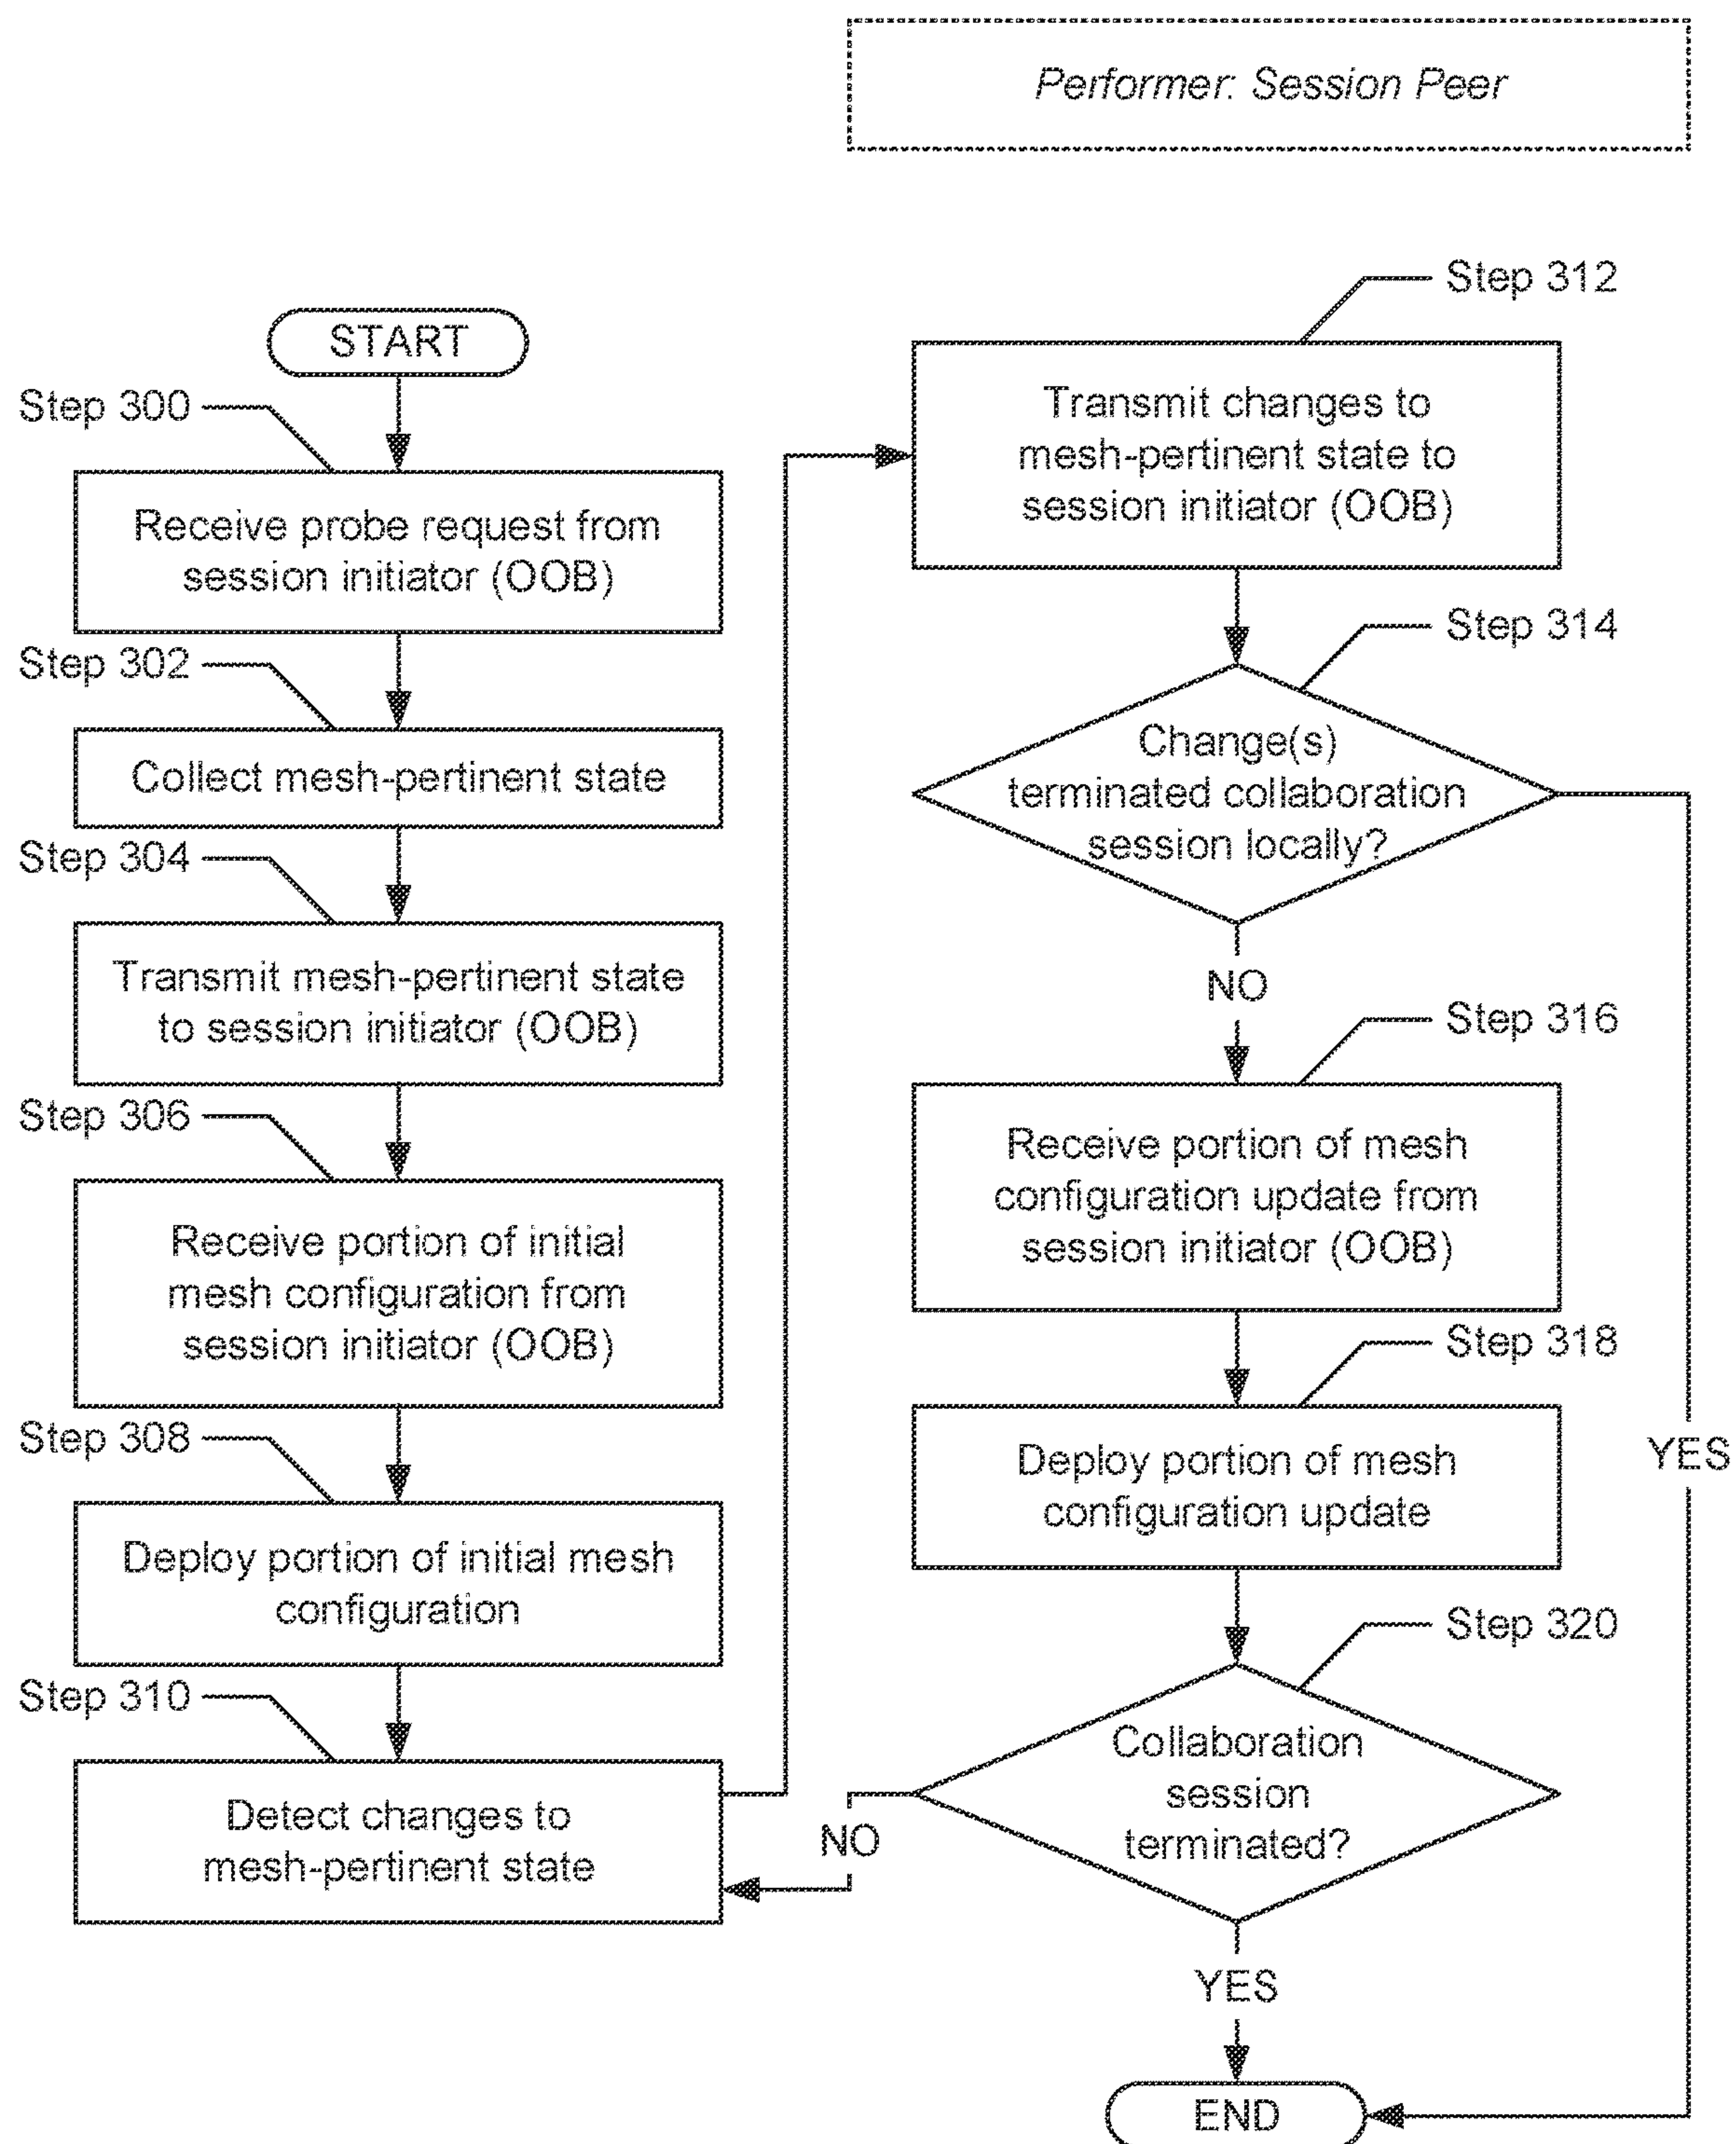 Performer: Session Peer
START
Step 300
Receive probe request from
session initiator (OOB)
Step 302
Collect mesh-pertinent state
Step 304
Transmit mesh-pertinent state
to session initiator (OOB)
Step 306
Receive portion of initial
mesh configuration from
session initiator (OOB)
Step 308
Deploy portion of initial mesh
configuration
Step 310
Detect changes to
mesh-pertinent state
Step 312
Transmit changes to
mesh-pertinent state to
session initiator (OOB)
Step 314
Change(s)
terminated collaboration
session locally?
NO
YES
Step 316
Receive portion of mesh
configuration update from
session initiator (OOB)
Step 318
Deploy portion of mesh
configuration update
Step 320
Collaboration
session
terminated?
NO
YES
END